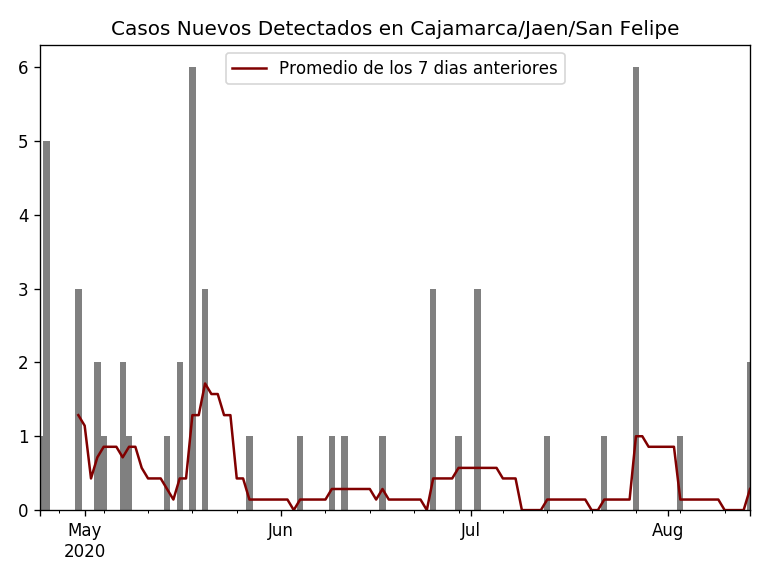 Casos Nuevos Detectados en Cajamarca/Jaen/San Felipe
Promedio de los 7 dias anteriores
6
5
4
3
2
1
0
May Jun Jul Aug
2020